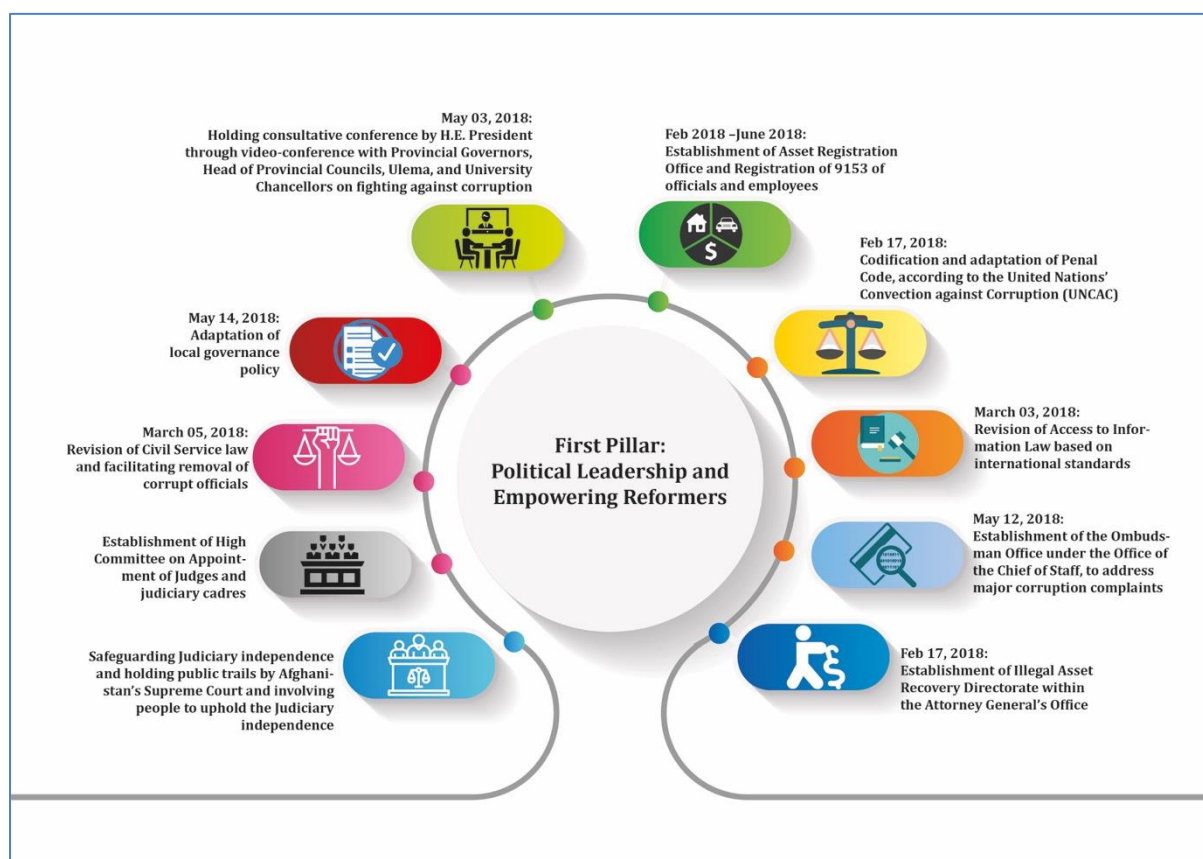 May 03, 2018:
Holding consultative conference by H.E. President
through video-conference with Provincial Governors,
Head of Provincial Councils, Ulema, and University
Chancellors on fighting against corruption
Feb 2018 –June 2018:
Establishment of Asset Registration
Office and Registration of 9153 of
officials and employees
Feb 17, 2018:
Codification and adaptation of Penal
Code, according to the United Nations'
Convection against Corruption (UNCAC)
May 14, 2018:
Adaptation of
local governance
policy
March 03, 2018:
Revision of Access to Infor-
mation Law based on
international standards
March 05, 2018:
Revision of Civil Service law
and facilitating removal of
corrupt officials
First Pillar:
Political Leadership and
Empowering Reformers
May 12, 2018:
Establishment of the Ombuds-
man Office under the Office of
the Chief of Staff, to address
major corruption complaints
Establishment of High
Committee on Appoint-
ment of Judges and
judiciary cadres
Feb 17, 2018:
Establishment of Illegal Asset
Recovery Directorate within
the Attorney General's Office
Safeguarding Judiciary independence
and holding public trails by Afghani-
stan's Supreme Court and involving
people to uphold the Judiciary
independence